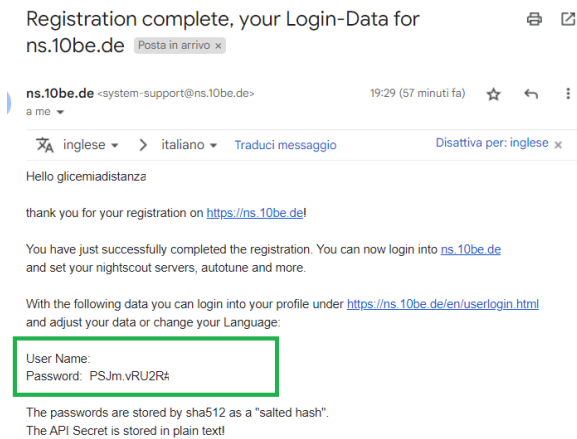 Registration complete, your Login-Data for
ns.10be.de Posta in arrivo x
ns.10be.de <system-support@ns.10be.de> 19:29 (57 minuti fa)
a me
inglese > italiano Traduci messaggio Disattiva per: inglese x
Hello glicemiadistanza
thank you for your registration on https://ns.10be.de!
You have just successfully completed the registration. You can now login into ns.10be.de
and set your nightscout servers, autotune and more.
With the following data you can login into your profile under https://ns.10be.de/en/userlogin.html
and adjust your data or change your Language:
User Name:
Password: PSJm.vRU2R#
The passwords are stored by sha512 as a "salted hash".
The API Secret is stored in plain text!